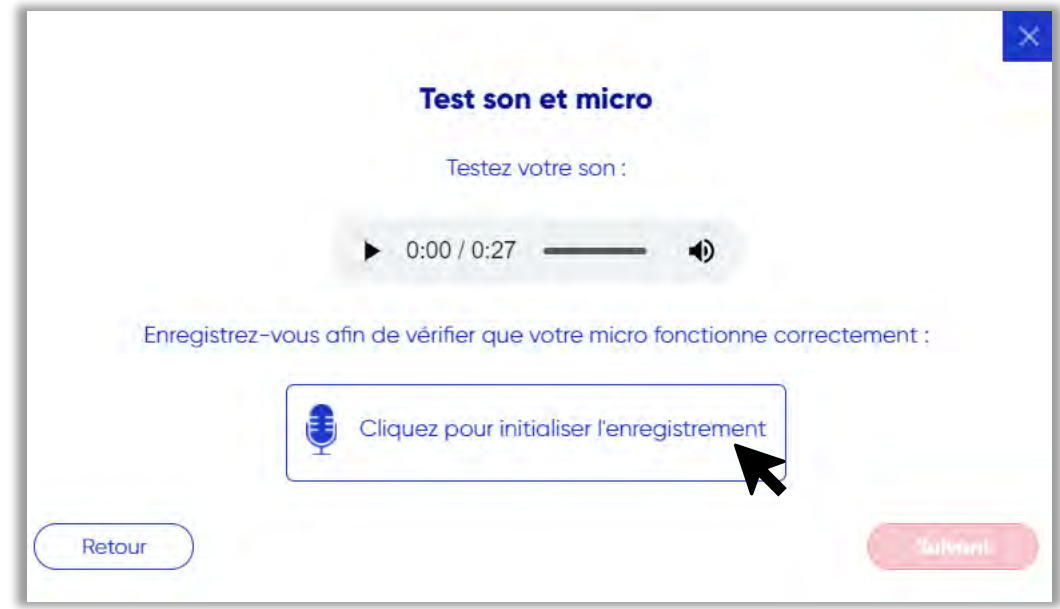 Test son et micro
Testez votre son :
0:00 / 0:27
Enregistrez-vous afin de vérifier que votre micro fonctionne correctement :
Cliquez pour initialiser l'enregistrement
Retour
Suivant